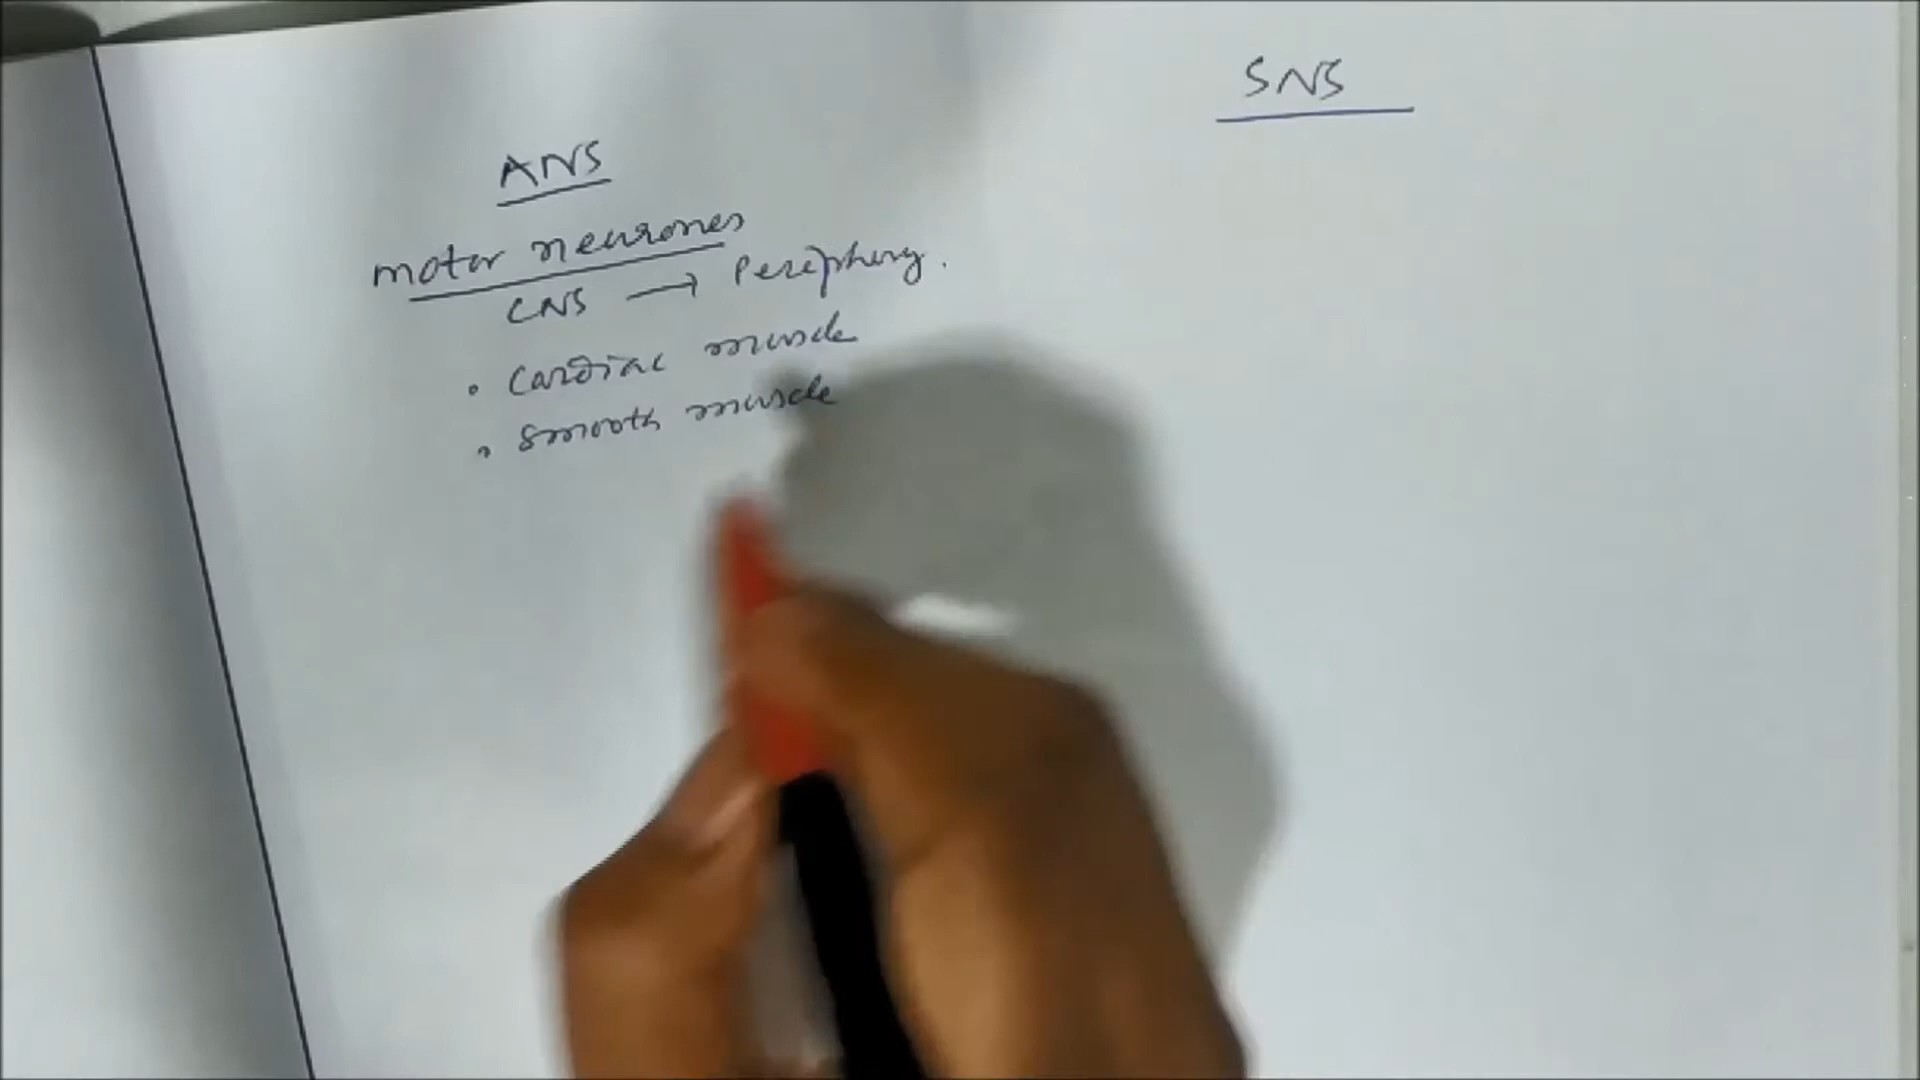 SNS
ANS
motor neurones
CNS → Periphery.
• Cardiac muscle
• Smooth muscle